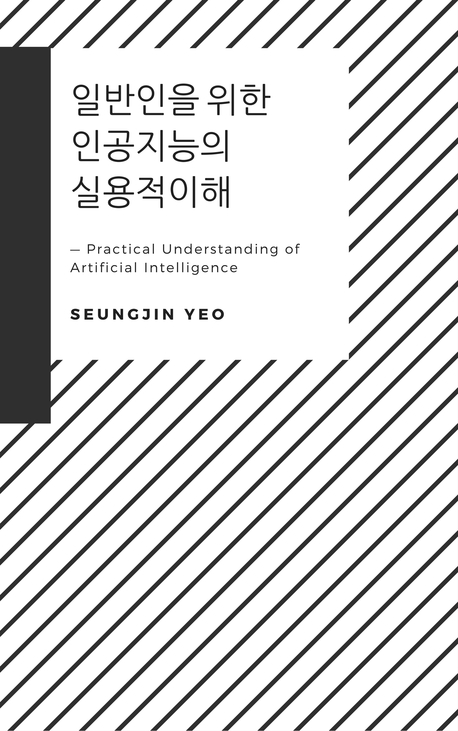 일반인을 위한
인공지능의
실용적이해
— Practical Understanding of
Artificial Intelligence
SEUNGJIN YEO